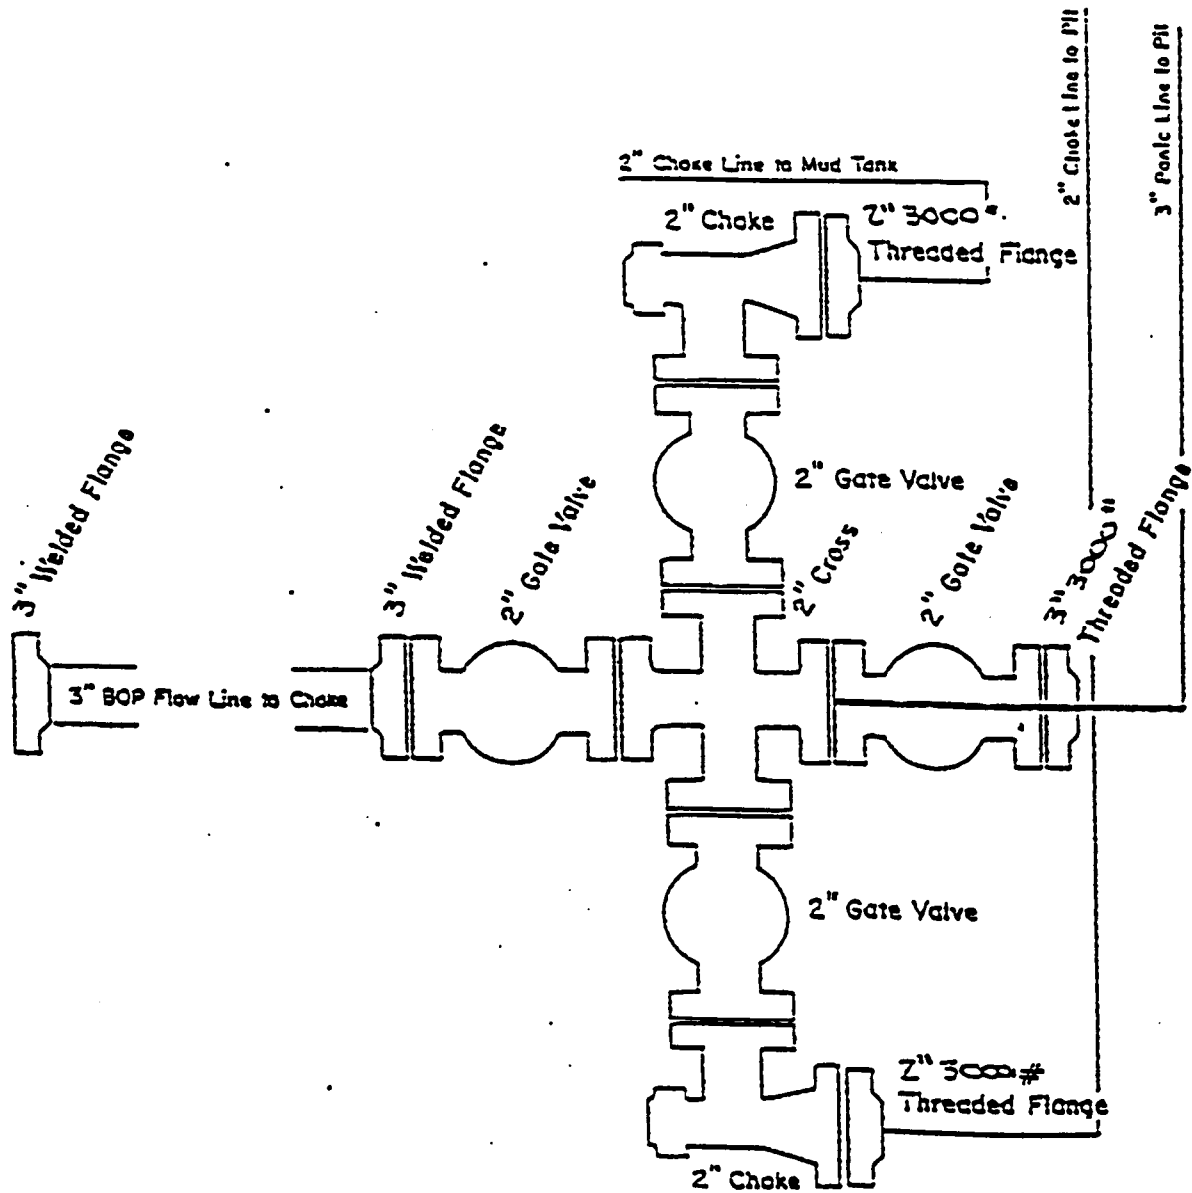 2" Choke Line to Pit
3" Panic Line to Pit
2" Choke Line to Mud Tank
2" Choke
2" 3000#
Threaded Flange
3" Welded Flange
3" Welded Flange
2" Gate Valve
2" Gate Valve
2" Cross
2" Gate Valve
3" 3000#
Threaded Flange
3" BOP Flow Line to Choke
2" Gate Valve
2" 3000#
Threaded Flange
2" Choke